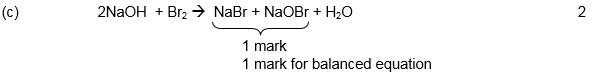 (c) 2NaOH + Br₂ → NaBr + NaOBr + H₂O 2
1 mark
1 mark for balanced equation